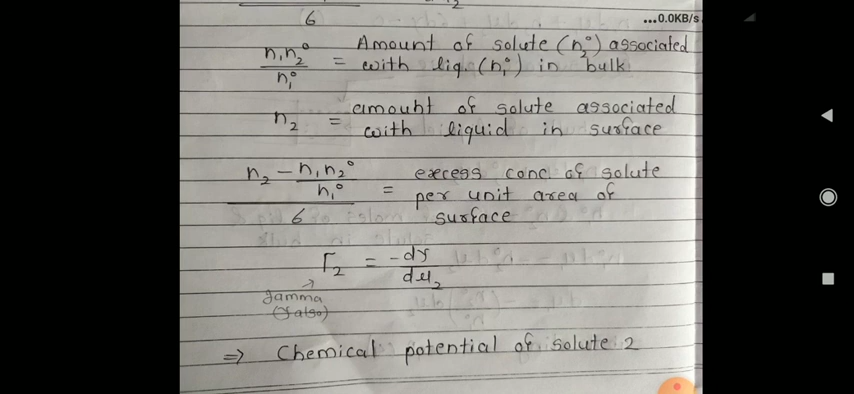 6
...0.0KB/s
n₁n₂° / n₁° = Amount of solute (n₂°) associated
with liq. (n₁°) in bulk
n₂ = amount of solute associated
with liquid in surface
n₂ - n₁n₂° / n₁° / 6 = excess conc. of solute
per unit area of
surface
Γ₂ = -dγ / dμ₂
gamma
(γ also)
⇒ Chemical potential of solute 2